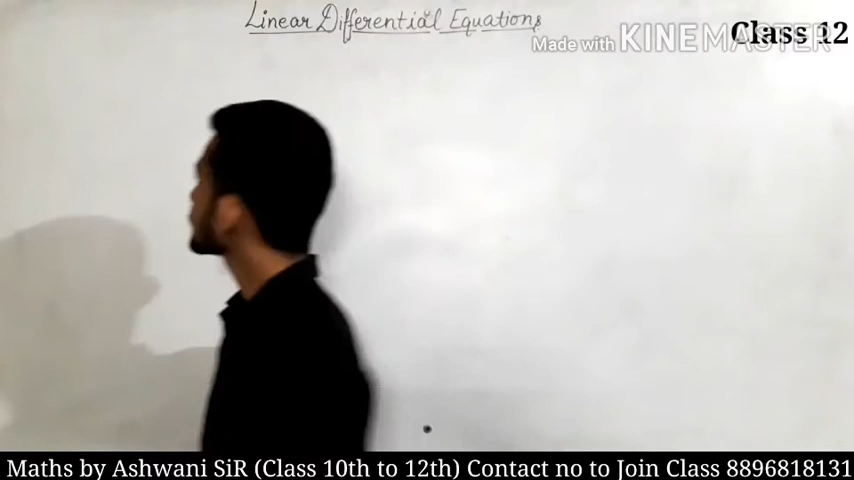 Linear Differential Equations
Made with KINEMASTER
Class 12
Maths by Ashwani SiR (Class 10th to 12th) Contact no to Join Class 8896818131